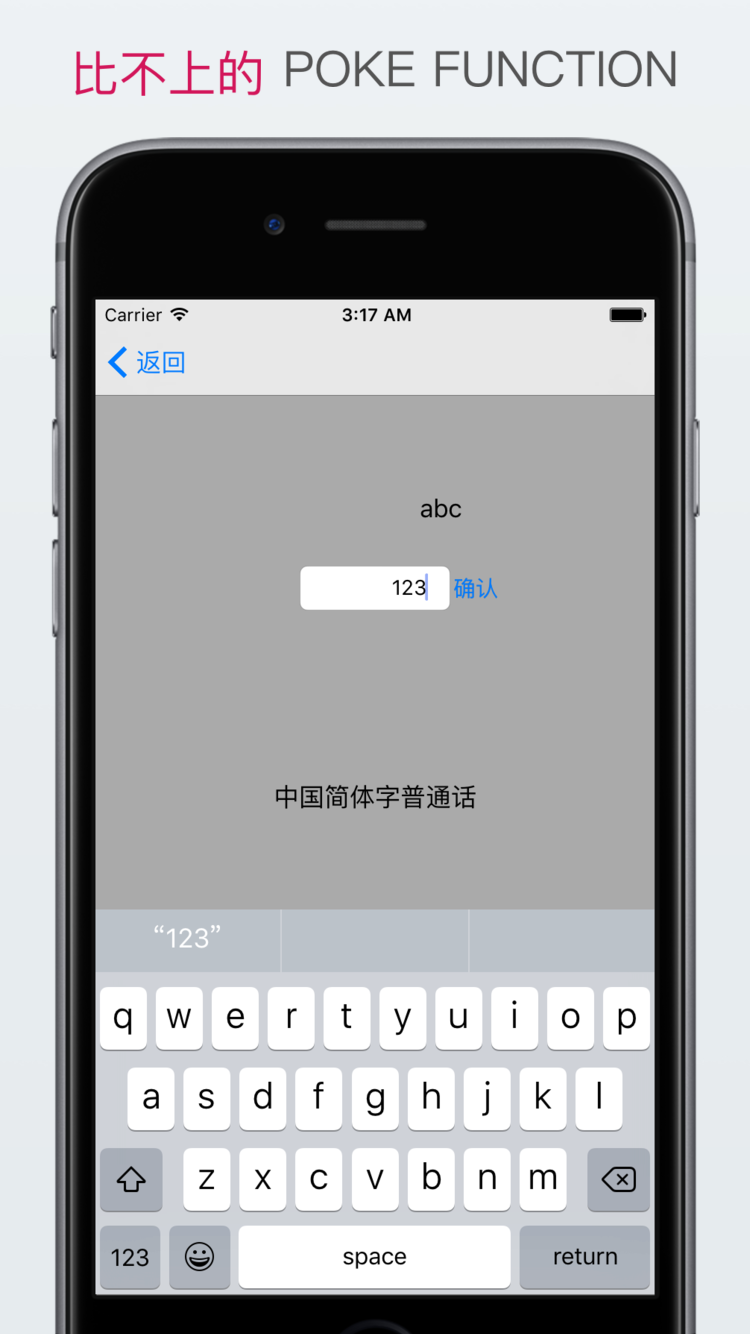 比不上的 POKE FUNCTION
Carrier 3:17 AM
返回
abc
123 确认
中国简体字普通话
“123”
q w e r t y u i o p
a s d f g h j k l
z x c v b n m
123 space return